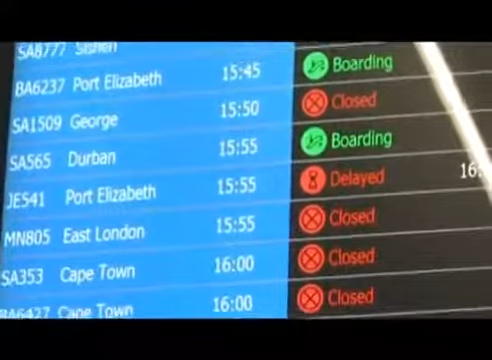 SA8777 Sishen
BA6237 Port Elizabeth 15:45 Boarding
SA1509 George 15:50 Closed
SA565 Durban 15:55 Boarding
JE541 Port Elizabeth 15:55 Delayed 16:
MN805 East London 15:55 Closed
SA353 Cape Town 16:00 Closed
BA6427 Cape Town 16:00 Closed